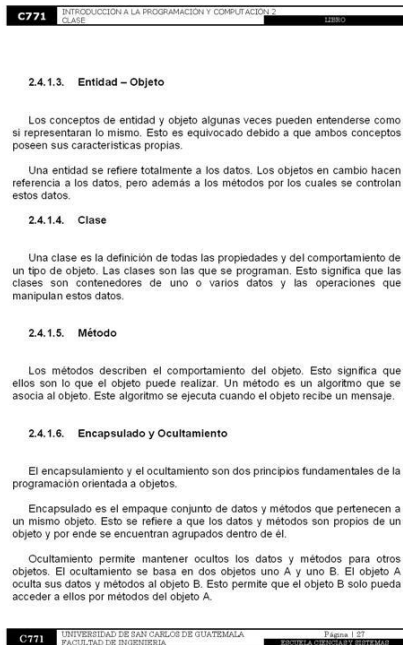 C771 INTRODUCCIÓN A LA PROGRAMACIÓN Y COMPUTACIÓN 2
CLASE LIBRO
2.4.1.3. Entidad – Objeto
Los conceptos de entidad y objeto algunas veces pueden entenderse como
si representaran lo mismo. Esto es equivocado debido a que ambos conceptos
poseen sus características propias.
Una entidad se refiere totalmente a los datos. Los objetos en cambio hacen
referencia a los datos, pero además a los métodos por los cuales se controlan
estos datos.
2.4.1.4. Clase
Una clase es la definición de todas las propiedades y del comportamiento de
un tipo de objeto. Las clases son las que se programan. Esto significa que las
clases son contenedores de uno o varios datos y las operaciones que
manipulan estos datos.
2.4.1.5. Método
Los métodos describen el comportamiento del objeto. Esto significa que
ellos son lo que el objeto puede realizar. Un método es un algoritmo que se
asocia al objeto. Este algoritmo se ejecuta cuando el objeto recibe un mensaje.
2.4.1.6. Encapsulado y Ocultamiento
El encapsulamiento y el ocultamiento son dos principios fundamentales de la
programación orientada a objetos.
Encapsulado es el empaque conjunto de datos y métodos que pertenecen a
un mismo objeto. Esto se refiere a que los datos y métodos son propios de un
objeto y por ende se encuentran agrupados dentro de él.
Ocultamiento permite mantener ocultos los datos y métodos para otros
objetos. El ocultamiento se basa en dos objetos uno A y uno B. El objeto A
oculta sus datos y métodos al objeto B. Esto permite que el objeto B solo pueda
acceder a ellos por métodos del objeto A.
C771 UNIVERSIDAD DE SAN CARLOS DE GUATEMALA Página | 27
FACULTAD DE INGENIERIA ESCUELA CIENCIAS Y SISTEMAS